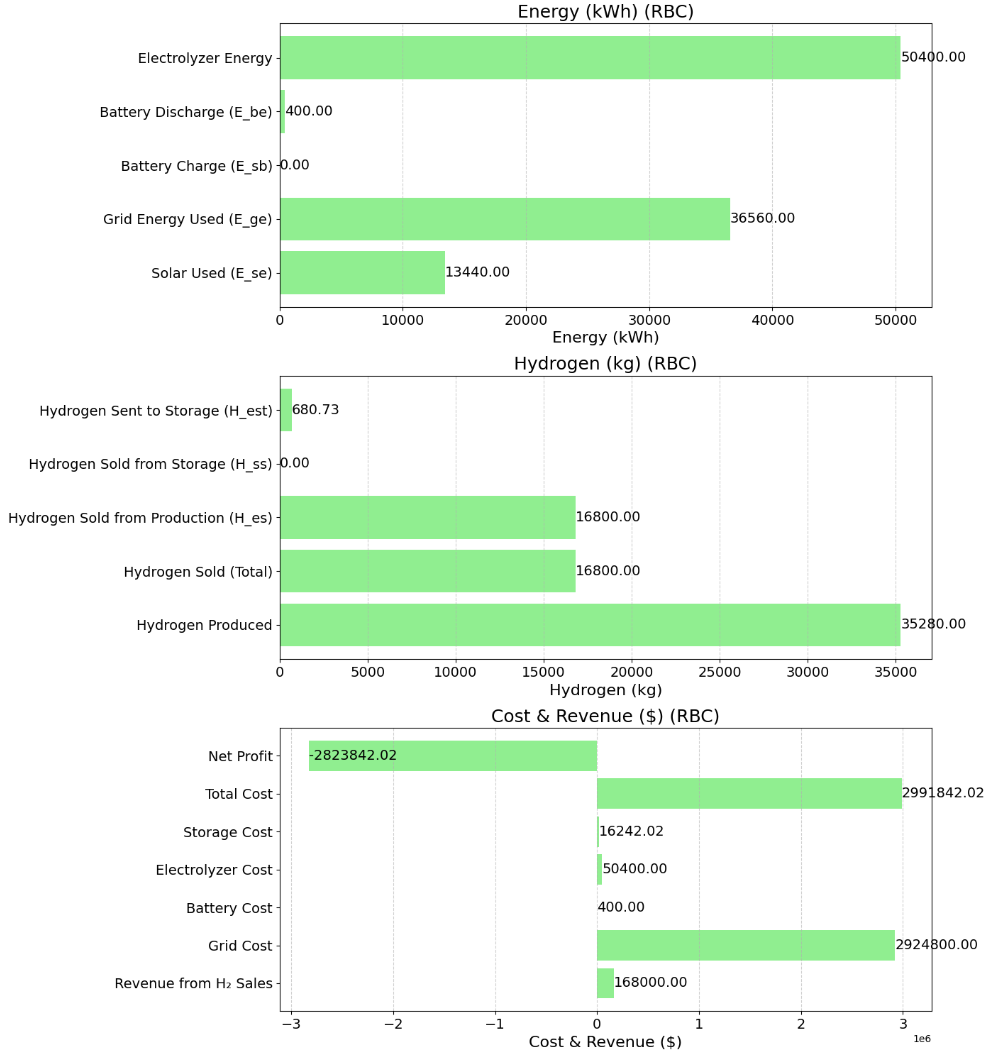 Energy (kWh) (RBC)
Electrolyzer Energy 50400.00
Battery Discharge (E_be) 400.00
Battery Charge (E_sb) 0.00
Grid Energy Used (E_ge) 36560.00
Solar Used (E_se) 13440.00
0 10000 20000 30000 40000 50000
Energy (kWh)
Hydrogen (kg) (RBC)
Hydrogen Sent to Storage (H_est) 680.73
Hydrogen Sold from Storage (H_ss) 0.00
Hydrogen Sold from Production (H_es) 16800.00
Hydrogen Sold (Total) 16800.00
Hydrogen Produced 35280.00
0 5000 10000 15000 20000 25000 30000 35000
Hydrogen (kg)
Cost & Revenue ($) (RBC)
Net Profit -2823842.02
Total Cost 2991842.02
Storage Cost 16242.02
Electrolyzer Cost 50400.00
Battery Cost 400.00
Grid Cost 2924800.00
Revenue from H₂ Sales 168000.00
−3 −2 −1 0 1 2 3
1e6
Cost & Revenue ($)